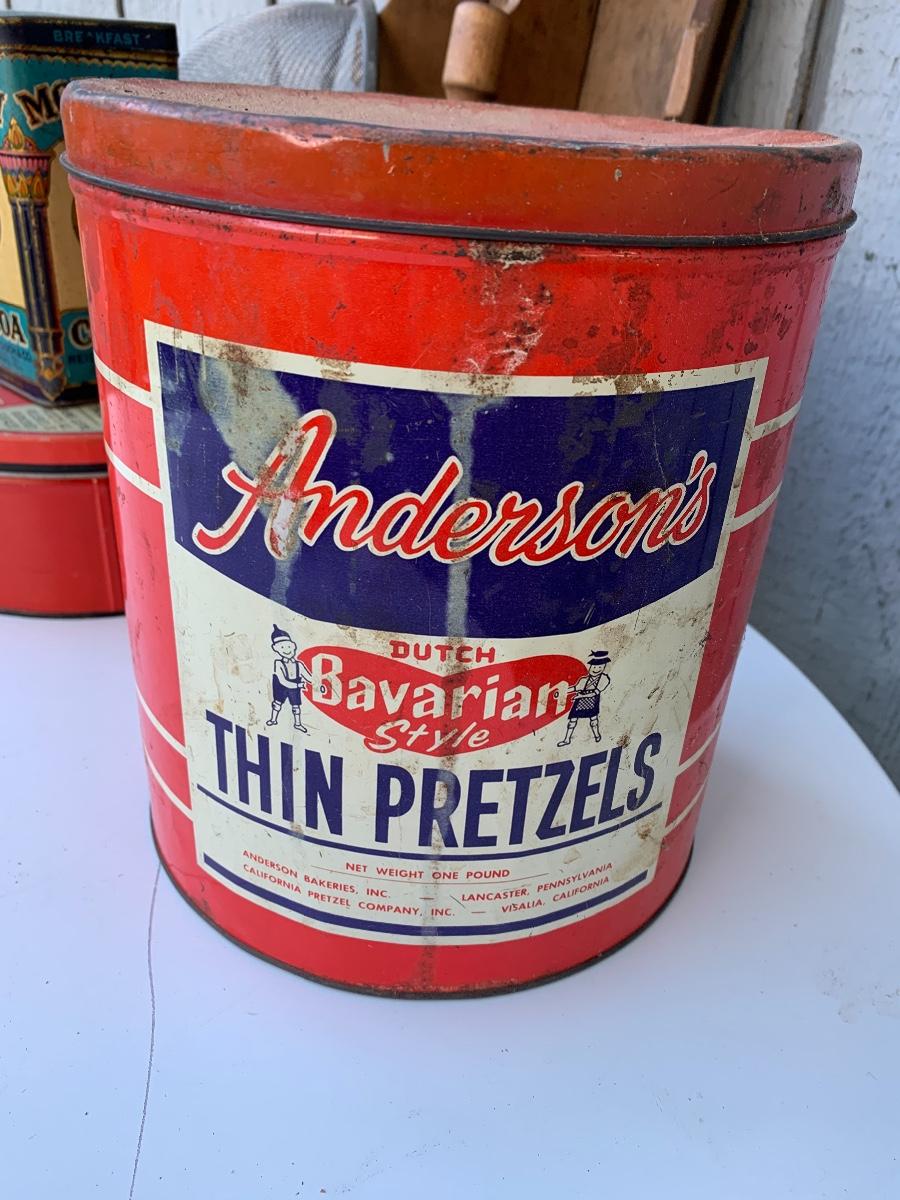 BREAKFAST
Anderson's
DUTCH
Bavarian
Style
THIN PRETZELS
NET WEIGHT ONE POUND
ANDERSON BAKERIES, INC. — LANCASTER, PENNSYLVANIA
CALIFORNIA PRETZEL COMPANY, INC. — VISALIA, CALIFORNIA